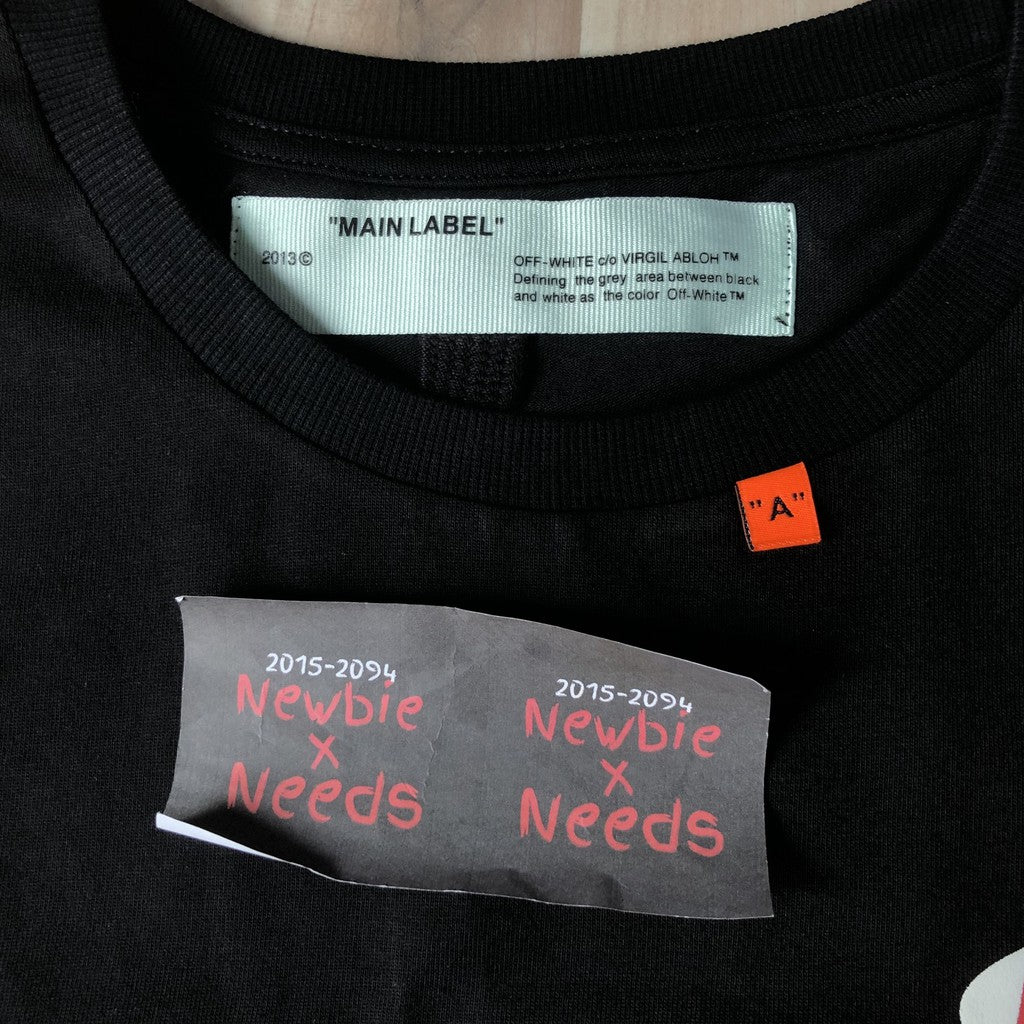 "MAIN LABEL"
2013©
OFF-WHITE c/o VIRGIL ABLOH™
Defining the grey area between black
and white as the color Off-White™
"A"
2015-2094
Newbie
x
Needs
2015-2094
Newbie
x
Needs